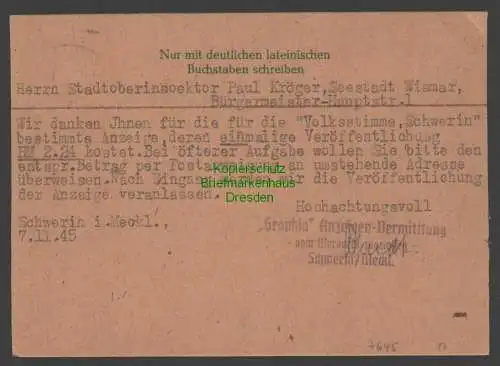 Nur mit deutlichen lateinischen
Buchstaben schreiben
Herrn Stadtoberinspektor Paul Kröger, Seestadt Wismar,
Bürgermeister-Hauptstr.1
Wir danken Jhnen für die für die "Volksstimme, Schwerin"
bestimmte Anzeige, deren einmalige Veröffentlichung
RM 2.24 kostet. Bei öfterer Aufgabe wollen Sie bitte den
entspr. Betrag per Postanweisung an umstehende Adresse
überweisen. Nach Eingang werden wir die Veröffentlichung
der Anzeige veranlassen.
Kopierschutz
Briefmarkenhaus
Dresden
Hochachtungsvoll
Schwerin i.Meckl.,
7.11.45
"Graphia" Anzeigen-Vermittlung
Schwerin/Meckl.
7645